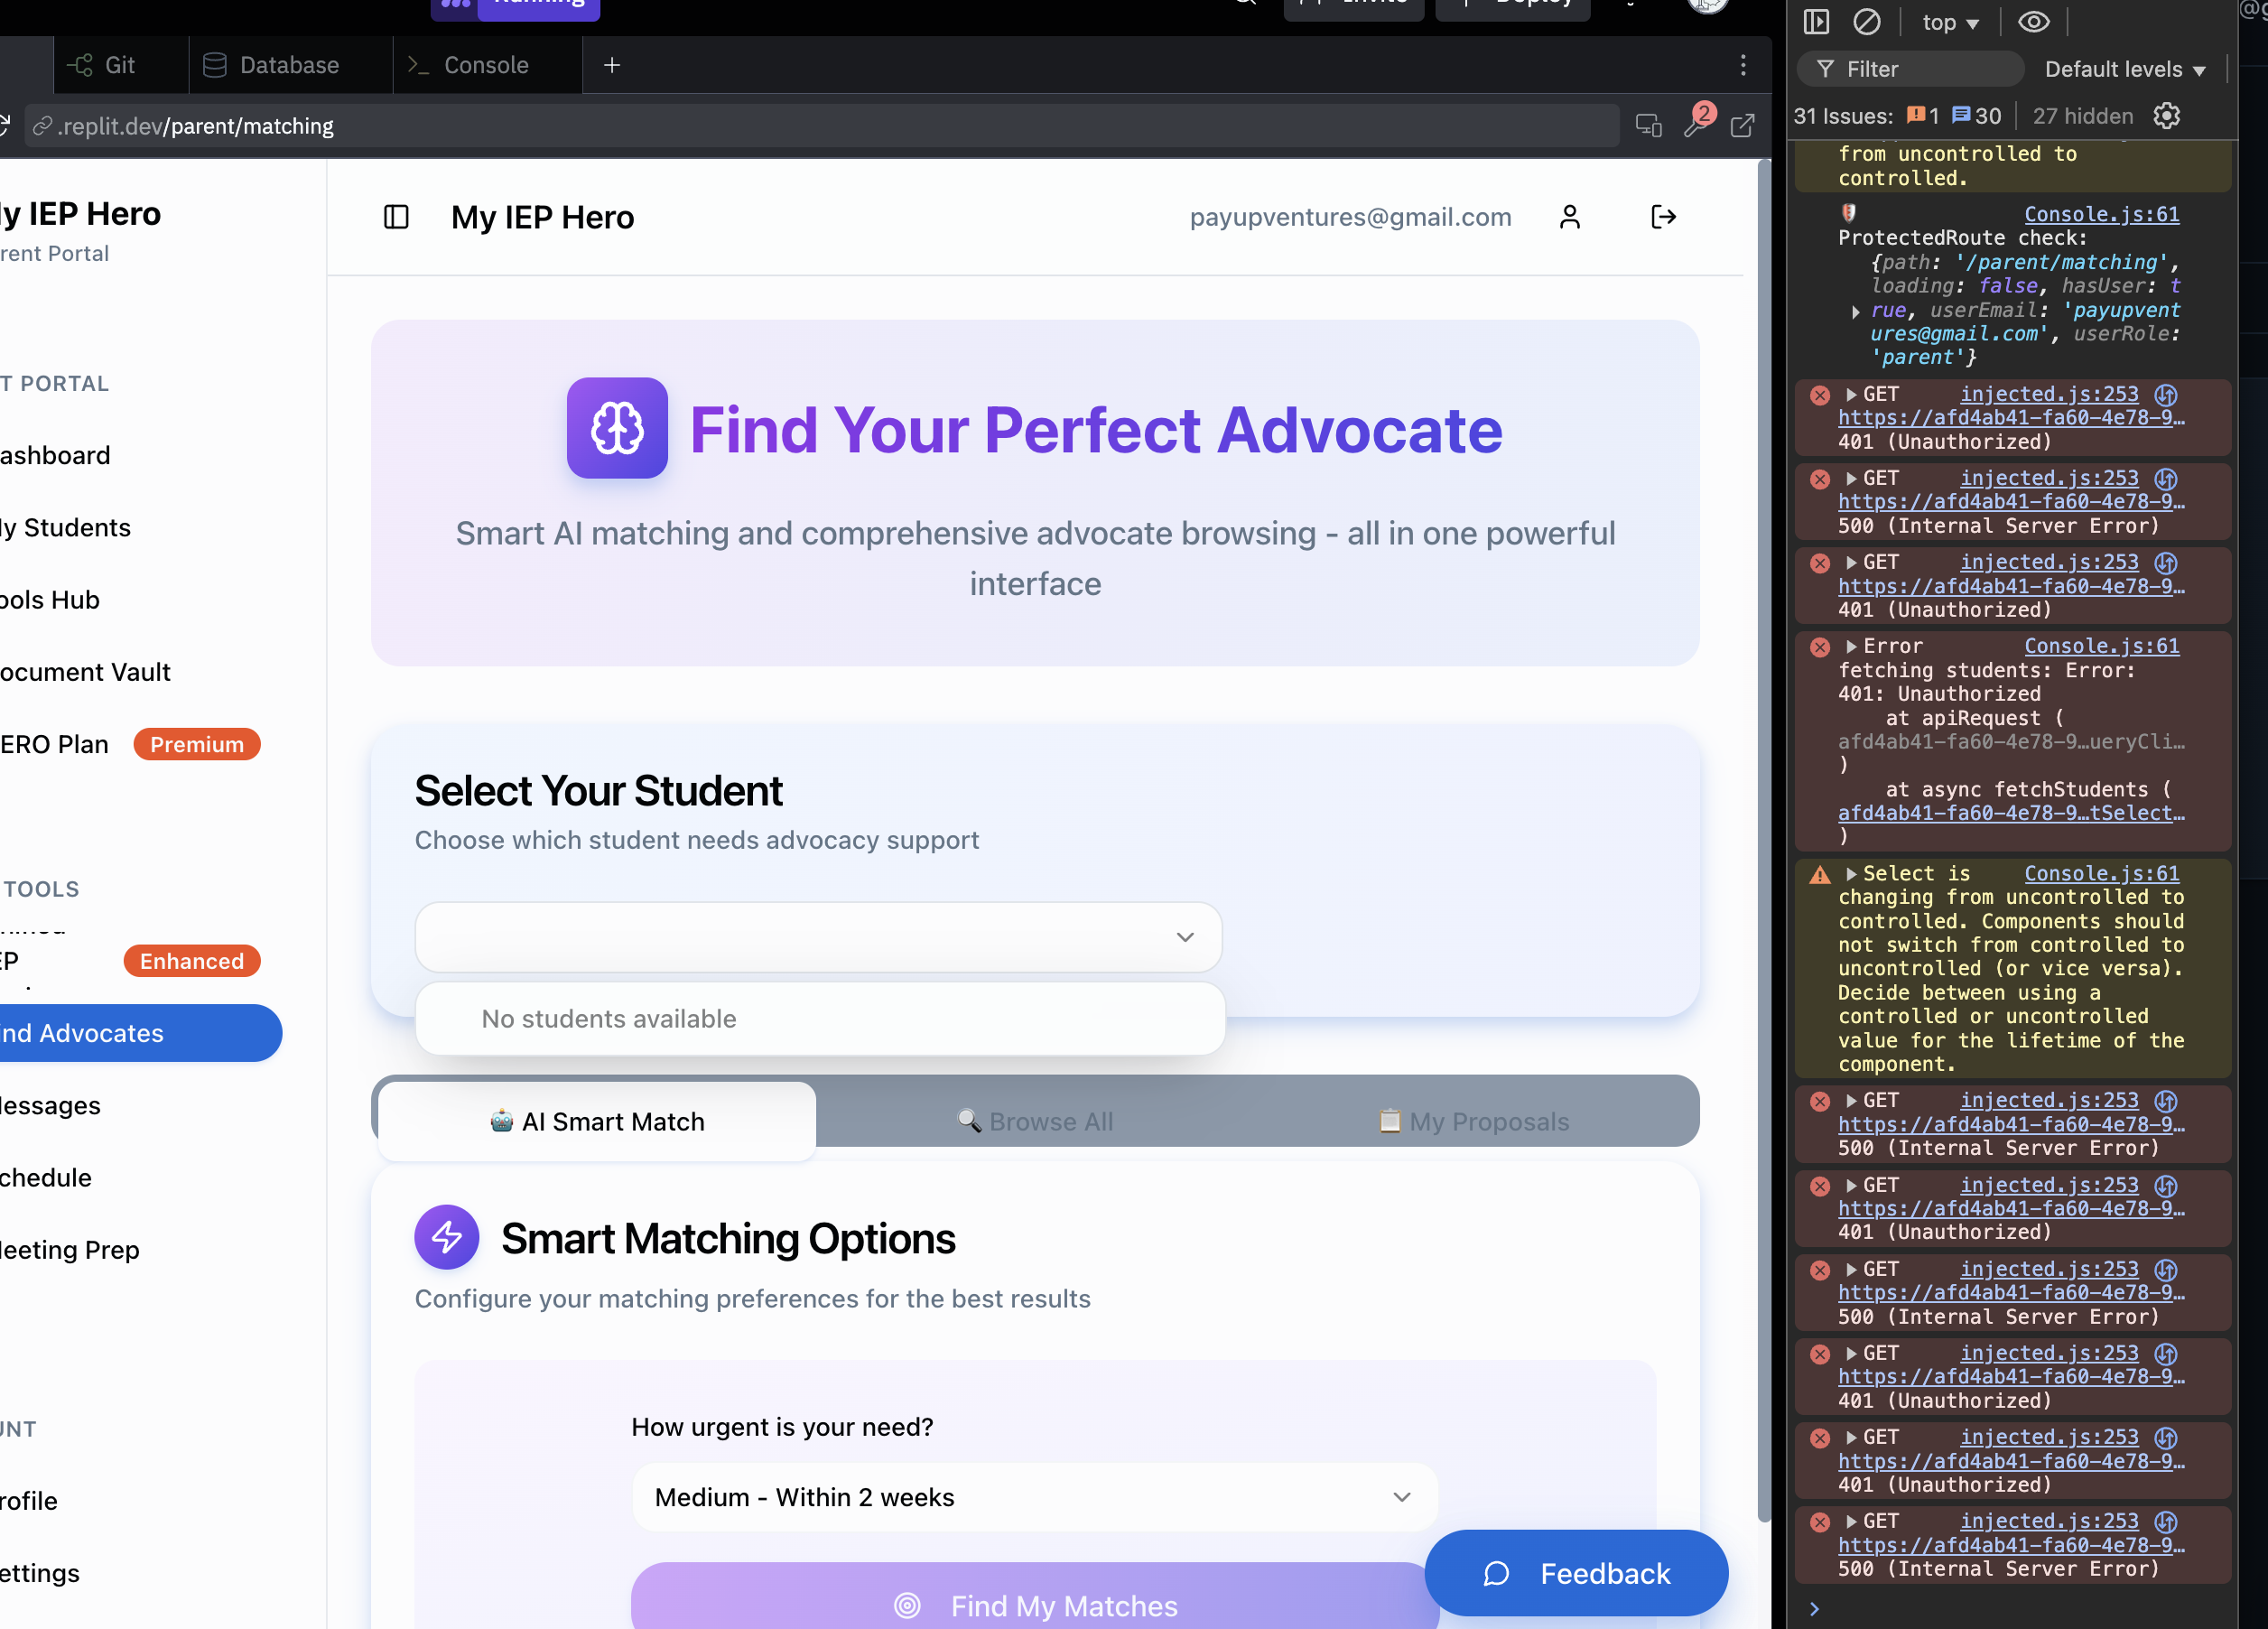 Running
Invite
Deploy
Git
Database
Console
.replit.dev/parent/matching
2
y IEP Hero
rent Portal
T PORTAL
ashboard
y Students
ools Hub
ocument Vault
ERO Plan
Premium
TOOLS
EP
Enhanced
nd Advocates
essages
chedule
eeting Prep
UNT
rofile
ettings
My IEP Hero
payupventures@gmail.com
Find Your Perfect Advocate
Smart AI matching and comprehensive advocate browsing - all in one powerful
interface
Select Your Student
Choose which student needs advocacy support
No students available
AI Smart Match
Browse All
My Proposals
Smart Matching Options
Configure your matching preferences for the best results
How urgent is your need?
Medium - Within 2 weeks
Find My Matches
Feedback
top
Filter
Default levels
31 Issues: 1 30 27 hidden
from uncontrolled to
controlled.
Console.js:61
ProtectedRoute check:
{path: '/parent/matching',
loading: false, hasUser: t
rue, userEmail: 'payupvent
ures@gmail.com', userRole:
'parent'}
GET injected.js:253
https://afd4ab41-fa60-4e78-9…
401 (Unauthorized)
GET injected.js:253
https://afd4ab41-fa60-4e78-9…
500 (Internal Server Error)
GET injected.js:253
https://afd4ab41-fa60-4e78-9…
401 (Unauthorized)
Error Console.js:61
fetching students: Error:
401: Unauthorized
at apiRequest (
afd4ab41-fa60-4e78-9…ueryCli…
)
at async fetchStudents (
afd4ab41-fa60-4e78-9…tSelect…
)
Select is Console.js:61
changing from uncontrolled to
controlled. Components should
not switch from controlled to
uncontrolled (or vice versa).
Decide between using a
controlled or uncontrolled
value for the lifetime of the
component.
GET injected.js:253
https://afd4ab41-fa60-4e78-9…
500 (Internal Server Error)
GET injected.js:253
https://afd4ab41-fa60-4e78-9…
401 (Unauthorized)
GET injected.js:253
https://afd4ab41-fa60-4e78-9…
500 (Internal Server Error)
GET injected.js:253
https://afd4ab41-fa60-4e78-9…
401 (Unauthorized)
GET injected.js:253
https://afd4ab41-fa60-4e78-9…
401 (Unauthorized)
GET injected.js:253
https://afd4ab41-fa60-4e78-9…
500 (Internal Server Error)